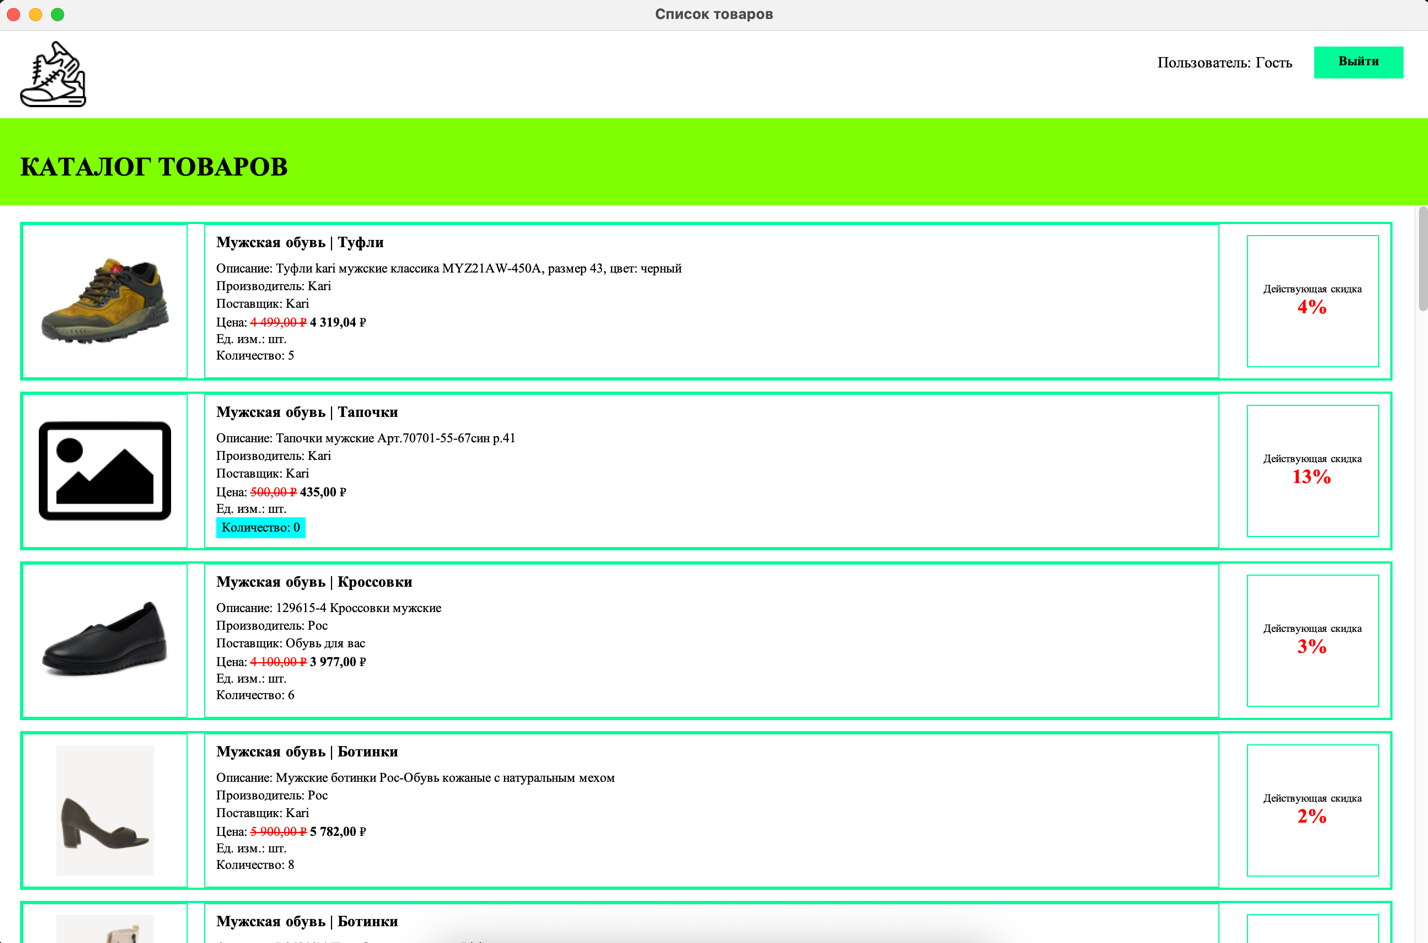 Список товаров
Пользователь: Гость
Выйти
КАТАЛОГ ТОВАРОВ
Мужская обувь | Туфли
Описание: Туфли kari мужские классика MYZ21AW-450A, размер 43, цвет: черный
Производитель: Kari
Поставщик: Kari
Цена: 4 499,00 ₽ 4 319,04 ₽
Ед. изм.: шт.
Количество: 5
Действующая скидка
4%
Мужская обувь | Тапочки
Описание: Тапочки мужские Арт.70701-55-67син р.41
Производитель: Kari
Поставщик: Kari
Цена: 500,00 ₽ 435,00 ₽
Ед. изм.: шт.
Количество: 0
Действующая скидка
13%
Мужская обувь | Кроссовки
Описание: 129615-4 Кроссовки мужские
Производитель: Рос
Поставщик: Обувь для вас
Цена: 4 100,00 ₽ 3 977,00 ₽
Ед. изм.: шт.
Количество: 6
Действующая скидка
3%
Мужская обувь | Ботинки
Описание: Мужские ботинки Рос-Обувь кожаные с натуральным мехом
Производитель: Рос
Поставщик: Kari
Цена: 5 900,00 ₽ 5 782,00 ₽
Ед. изм.: шт.
Количество: 8
Действующая скидка
2%
Мужская обувь | Ботинки